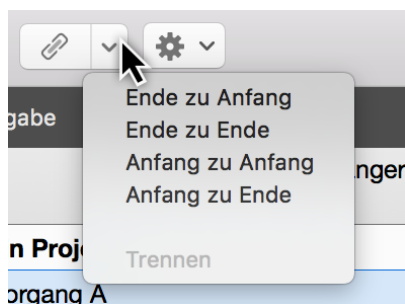 gabe
Ende zu Anfang
Ende zu Ende
Anfang zu Anfang
nger
Anfang zu Ende
n Proj
Trennen
organg A